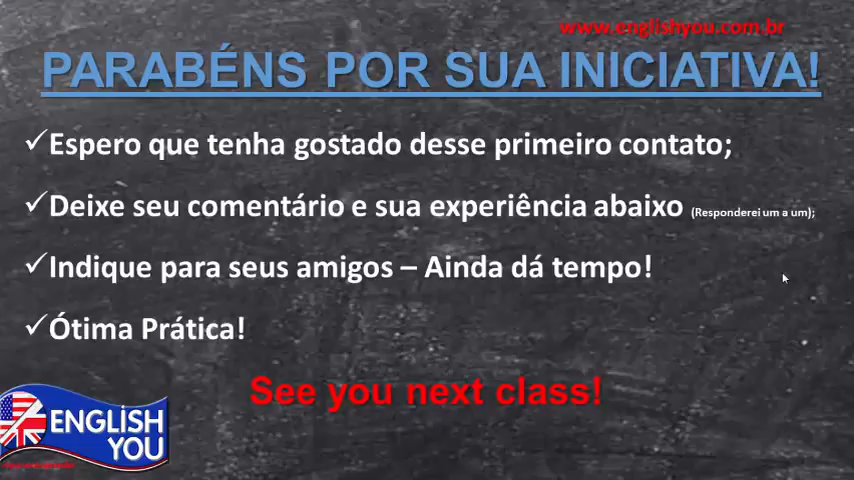 www.englishyou.com.br
PARABÉNS POR SUA INICIATIVA!
Espero que tenha gostado desse primeiro contato;
Deixe seu comentário e sua experiência abaixo (Responderei um a um);
Indique para seus amigos – Ainda dá tempo!
Ótima Prática!
See you next class!
ENGLISH
YOU